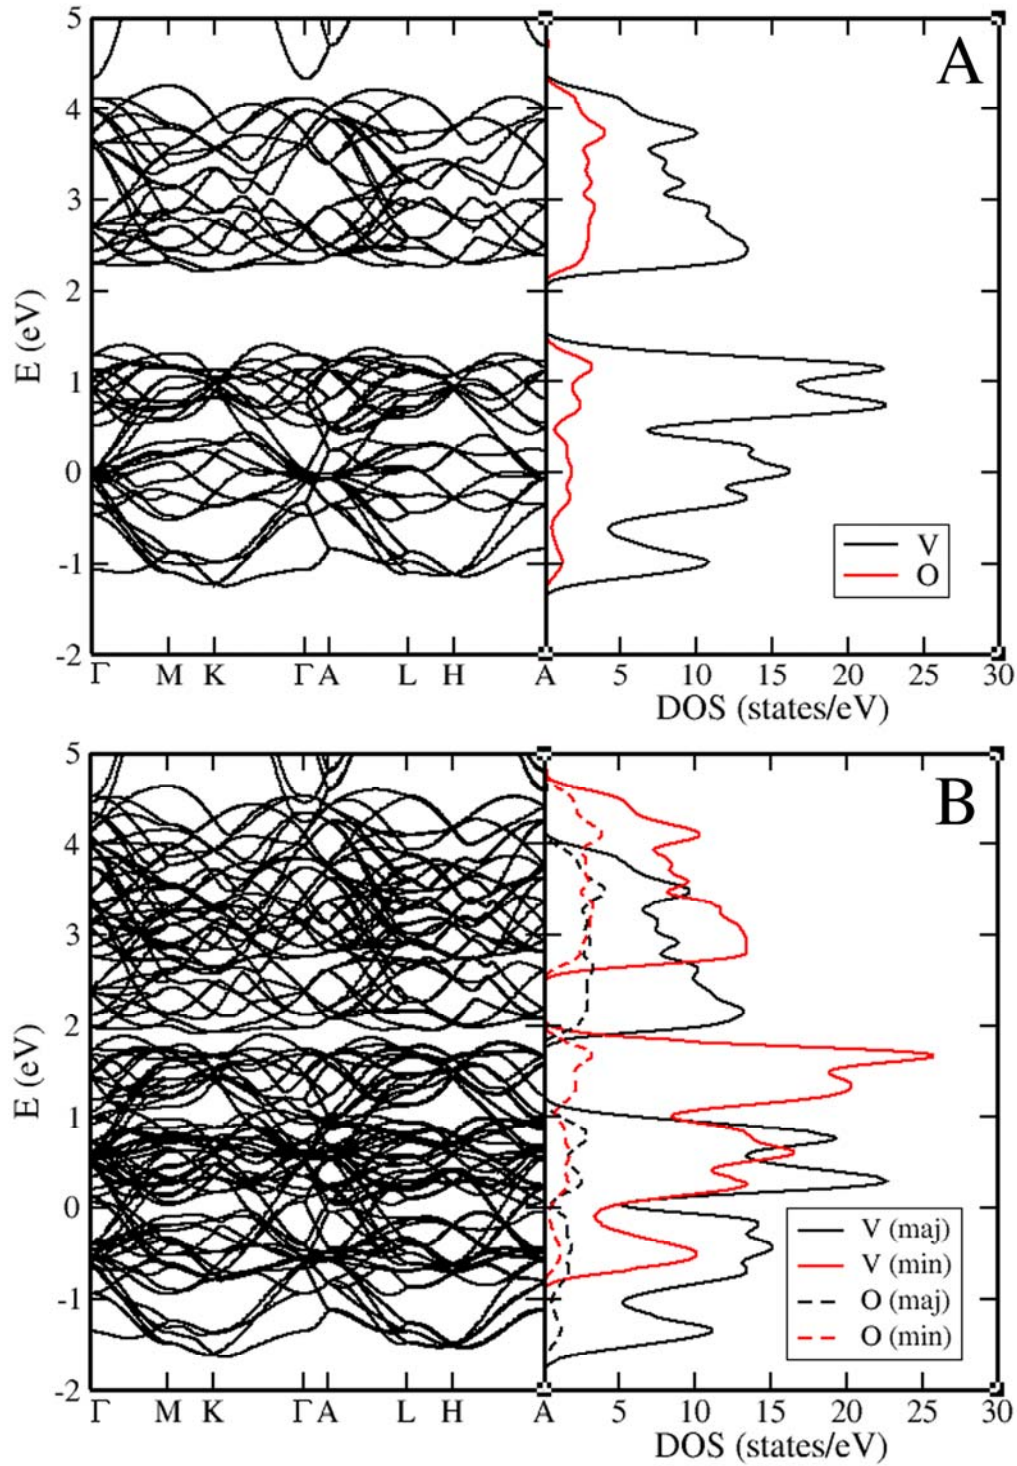 A
5
4
3
2
1
0
-1
-2
E (eV)
V
O
Γ M K Γ A L H A 5 10 15 20 25 30
DOS (states/eV)
B
5
4
3
2
1
0
-1
-2
E (eV)
V (maj)
V (min)
O (maj)
O (min)
Γ M K Γ A L H A 5 10 15 20 25 30
DOS (states/eV)